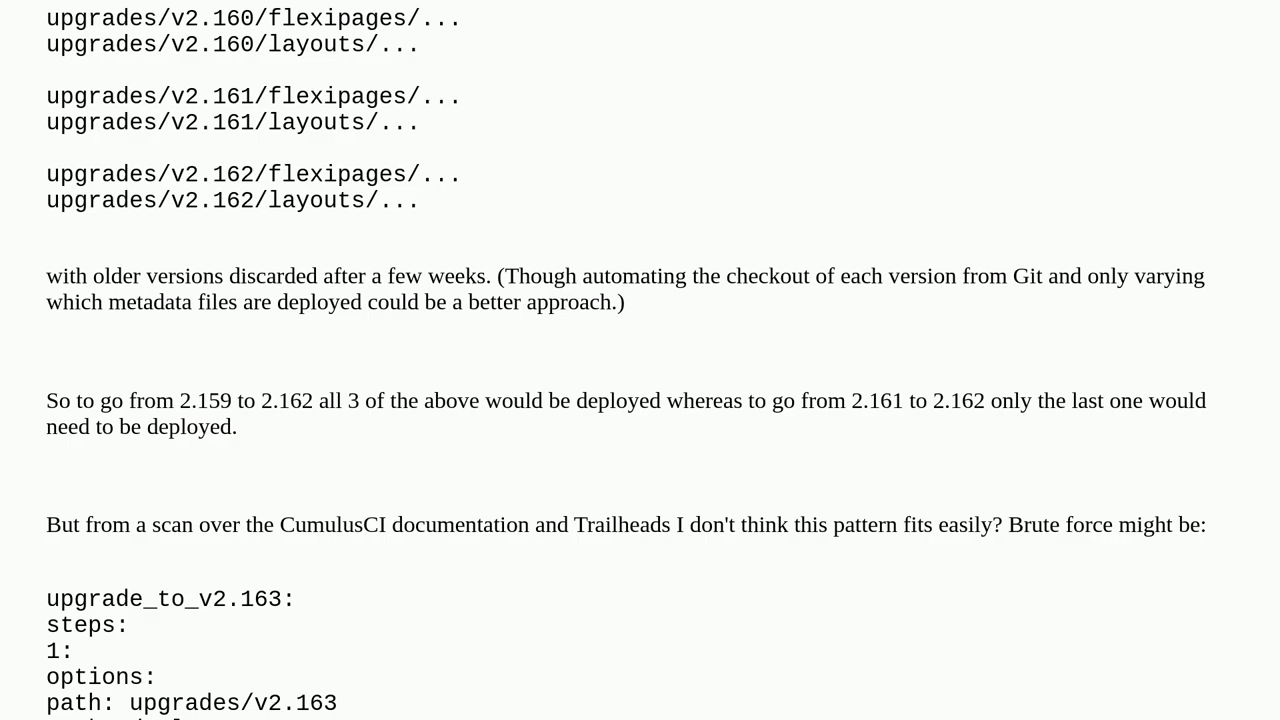 upgrades/v2.160/flexipages/...
upgrades/v2.160/layouts/...
upgrades/v2.161/flexipages/...
upgrades/v2.161/layouts/...
upgrades/v2.162/flexipages/...
upgrades/v2.162/layouts/...
with older versions discarded after a few weeks. (Though automating the checkout of each version from Git and only varying
which metadata files are deployed could be a better approach.)
So to go from 2.159 to 2.162 all 3 of the above would be deployed whereas to go from 2.161 to 2.162 only the last one would
need to be deployed.
But from a scan over the CumulusCI documentation and Trailheads I don't think this pattern fits easily? Brute force might be:
upgrade_to_v2.163:
steps:
1:
options:
path: upgrades/v2.163